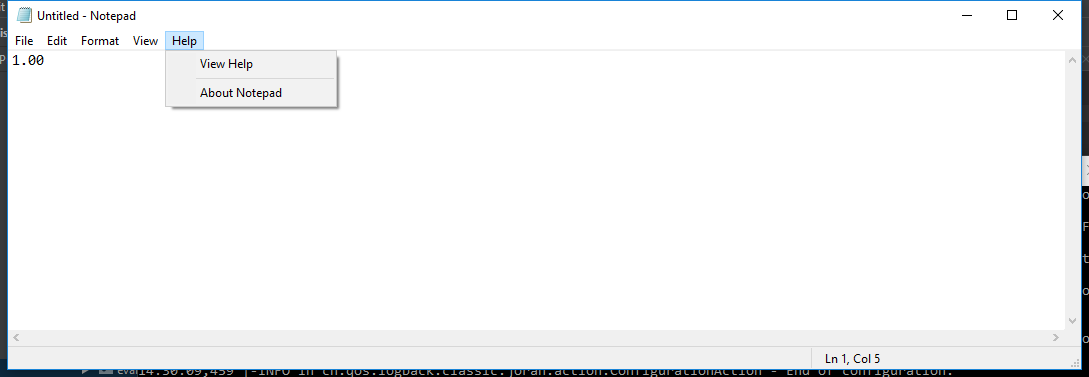 Untitled - Notepad
File Edit Format View Help
1.00
View Help
About Notepad
Ln 1, Col 5
14:30:09,459 |-INFO in ch.qos.logback.classic.joran.action.ConfigurationAction - End of configuration.